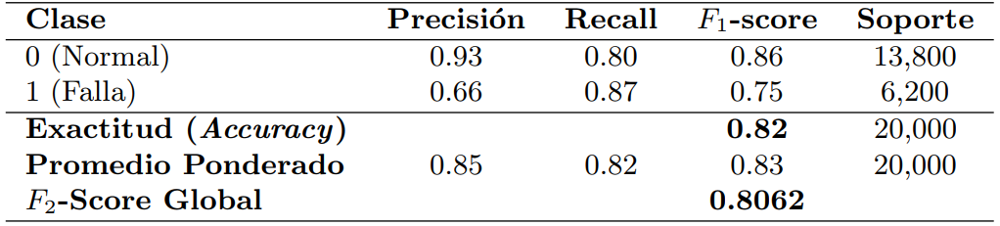 Clase Precisión Recall F₁-score Soporte
0 (Normal) 0.93 0.80 0.86 13,800
1 (Falla) 0.66 0.87 0.75 6,200
Exactitud (Accuracy) 0.82 20,000
Promedio Ponderado 0.85 0.82 0.83 20,000
F₂-Score Global 0.8062